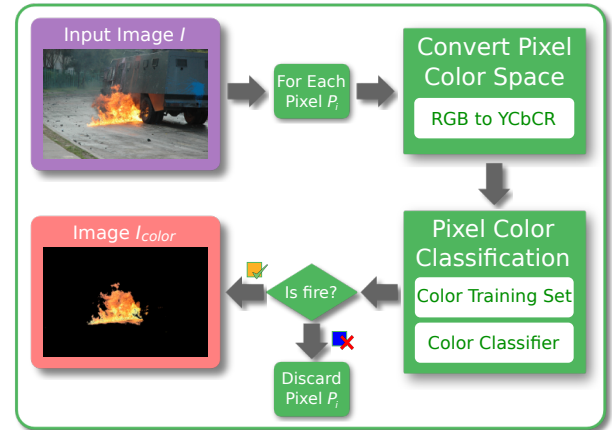 Input Image I
For Each
Pixel Pi
Convert Pixel
Color Space
RGB to YCbCR
Pixel Color
Classification
Color Training Set
Color Classifier
Is fire?
Image Icolor
Discard
Pixel Pi